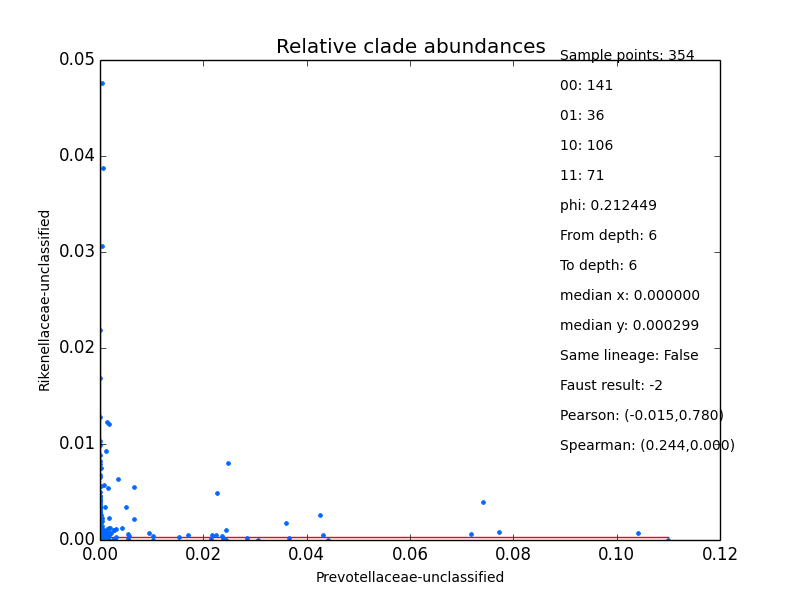 Relative clade abundances
Sample points: 354
00: 141
01: 36
10: 106
11: 71
phi: 0.212449
From depth: 6
To depth: 6
median x: 0.000000
median y: 0.000299
Same lineage: False
Faust result: -2
Pearson: (-0.015,0.780)
Spearman: (0.244,0.000)
0.05
0.04
0.03
0.02
0.01
0.00
Rikenellaceae-unclassified
0.00 0.02 0.04 0.06 0.08 0.10 0.12
Prevotellaceae-unclassified